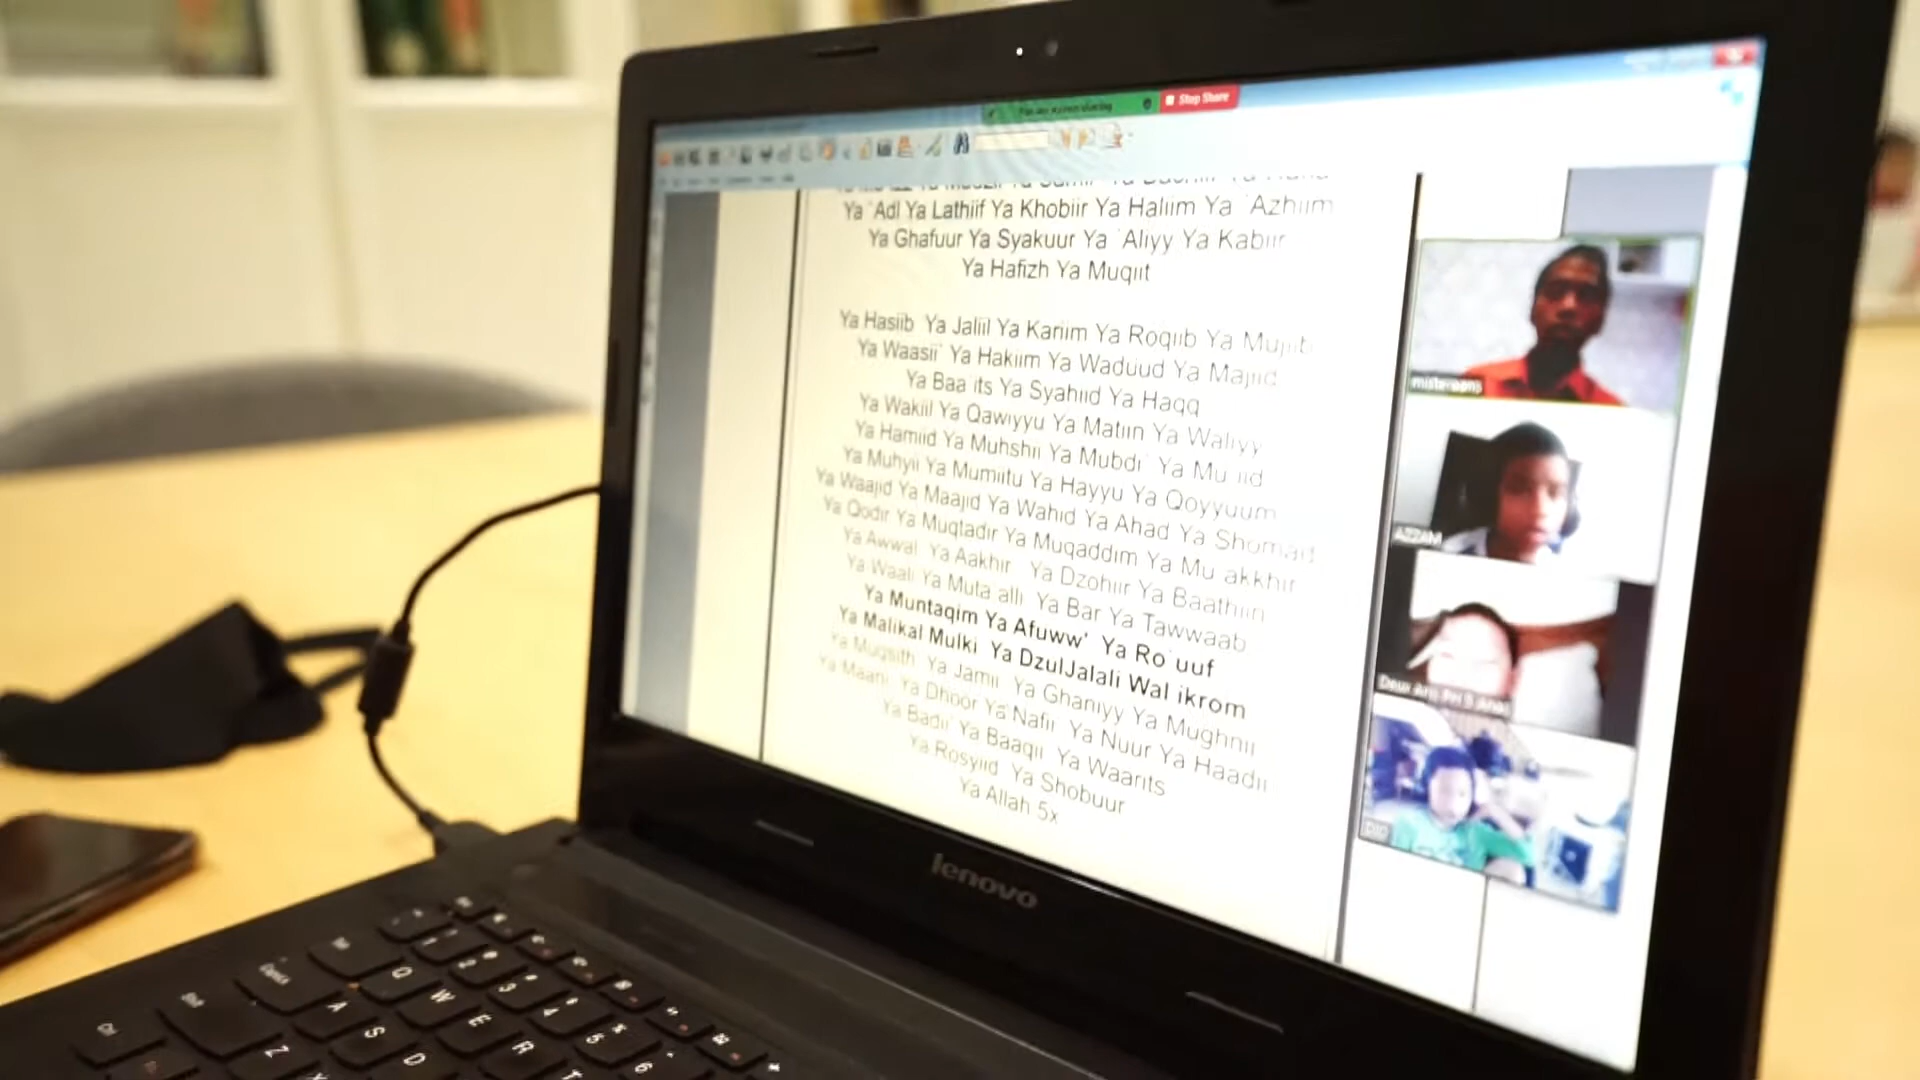 Stop Share
Ya `Adl Ya Lathiif Ya Khobiir Ya Haliim Ya `Azhiim
Ya Ghafuur Ya Syakuur Ya `Aliyy Ya Kabiir
Ya Hafizh Ya Muqiit
Ya Hasiib Ya Jaliil Ya Kariim Ya Roqiib Ya Mujiib
Ya Waasii` Ya Hakiim Ya Waduud Ya Majiid
Ya Baa`its Ya Syahiid Ya Haqq
Ya Wakiil Ya Qawiyyu Ya Matiin Ya Waliyy
Ya Hamiid Ya Muhshii Ya Mubdi` Ya Mu`iid
Ya Muhyii Ya Mumiitu Ya Hayyu Ya Qoyyuum
Ya Waajid Ya Maajid Ya Wahid Ya Ahad Ya Shomad
Ya Qodir Ya Muqtadir Ya Muqaddim Ya Mu`akkhir
Ya Awwal Ya Aakhir Ya Dzohiir Ya Baathiin
Ya Waali Ya Muta`alli Ya Bar Ya Tawwaab
Ya Muntaqim Ya Afuww' Ya Ro`uuf
Ya Malikal Mulki Ya DzulJalali Wal ikrom
Ya Muqsith Ya Jamii` Ya Ghaniyy Ya Mughnii
Ya Maani` Ya Dhoor Ya Nafii` Ya Nuur Ya Haadii
Ya Badii` Ya Baaqii Ya Waarits
Ya Rosyiid Ya Shobuur
Ya Allah 5x
AZZAM
lenovo
Q W E R
A S D
Z